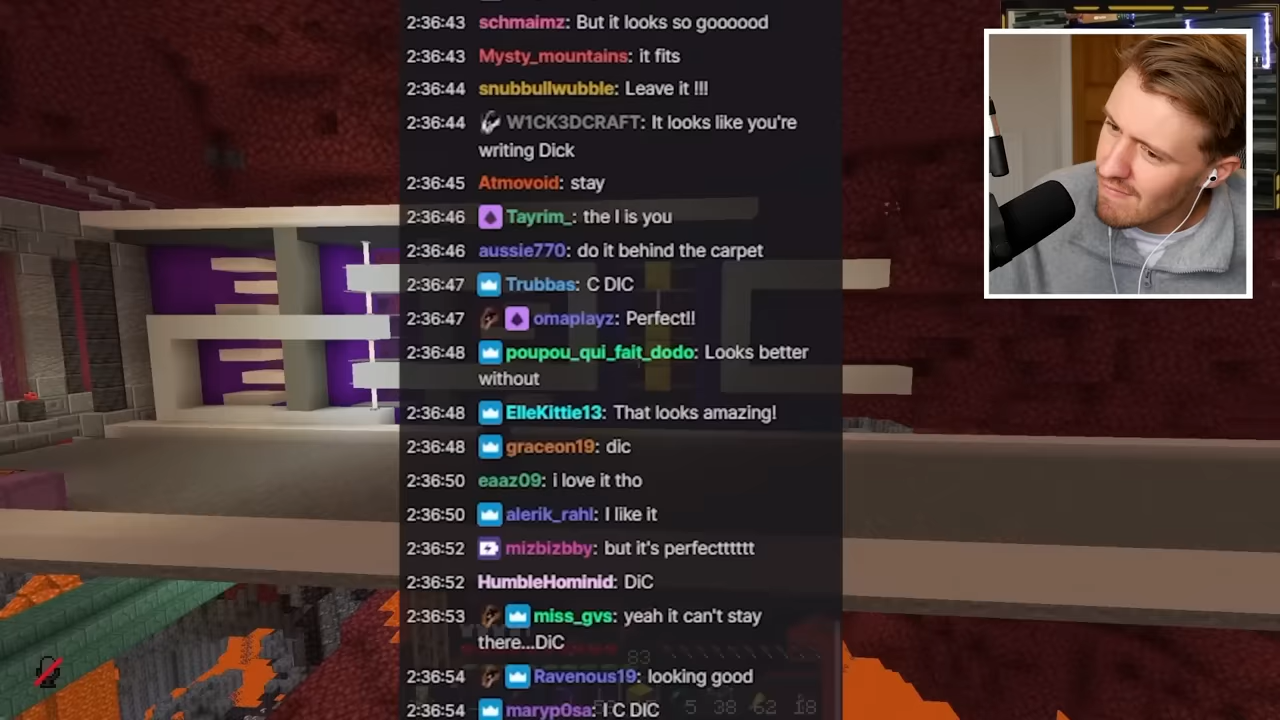 2:36:43 schmaimz: But it looks so goooood
2:36:43 Mysty_mountains: it fits
2:36:44 snubbullwubble: Leave it !!!
2:36:44 W1CK3DCRAFT: It looks like you're
writing Dick
2:36:45 Atmovoid: stay
2:36:46 Tayrim_: the I is you
2:36:46 aussie770: do it behind the carpet
2:36:47 Trubbas: C DIC
2:36:47 omaplayz: Perfect!!
2:36:48 poupou_qui_fait_dodo: Looks better
without
2:36:48 ElleKittie13: That looks amazing!
2:36:48 graceon19: dic
2:36:50 eaaz09: i love it tho
2:36:50 alerik_rahl: I like it
2:36:52 mizbizbby: but it's perfectttttt
2:36:52 HumbleHominid: DiC
2:36:53 miss_gvs: yeah it can't stay
there...DiC
83
2:36:54 Ravenous19: looking good
2:36:54 maryp0sa: I C DIC
5 38 62 18